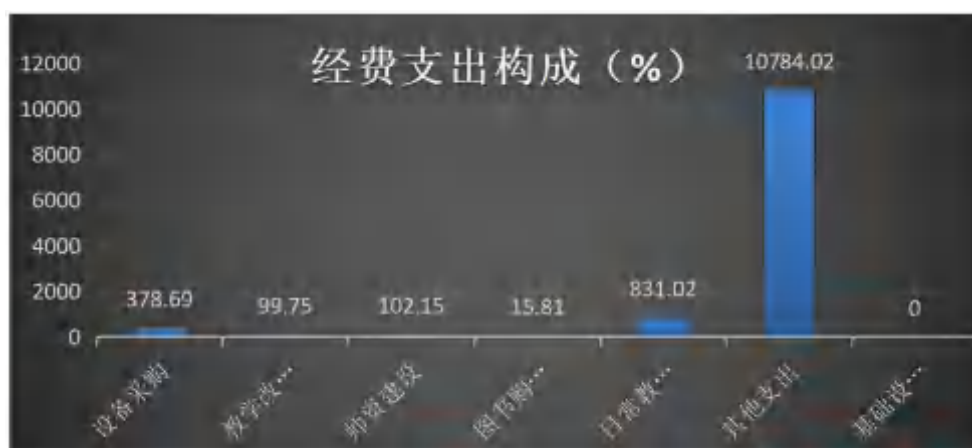 经费支出构成（%）
12000
10000
8000
6000
4000
2000
0
378.69
99.75
102.15
15.81
831.02
10784.02
0
设备采购
教学改…
师资建设
图书购…
日常教…
其他支出
基础设…